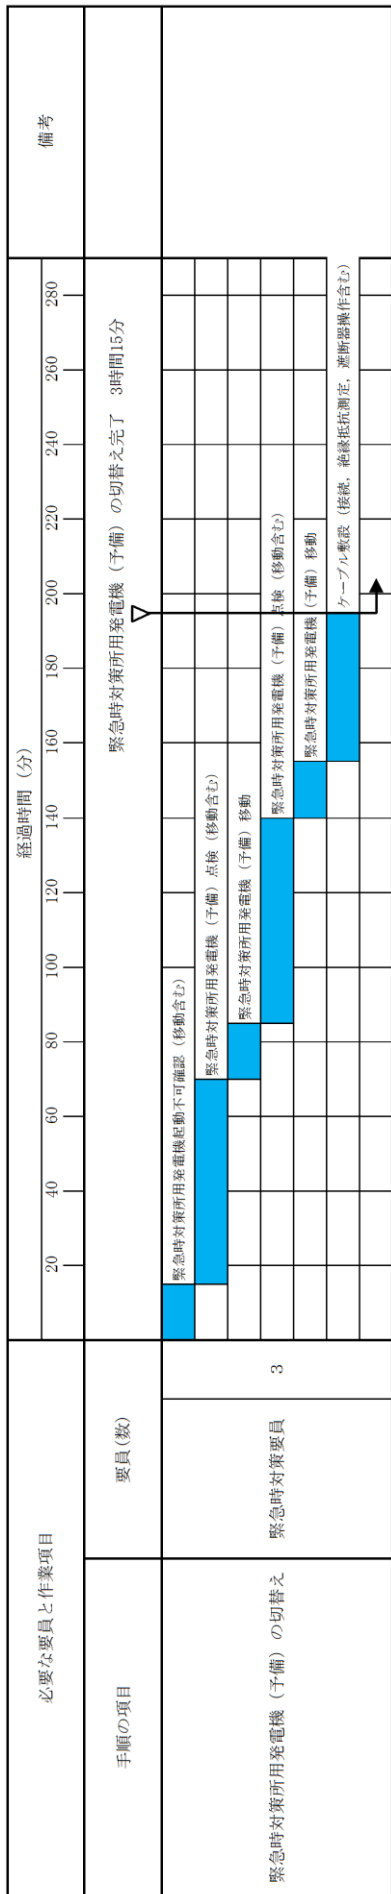 必要な要員と作業項目
経過時間(分)
備考
手順の項目
要員(数)
20 40 60 80 100 120 140 160 180 200 220 240 260 280
緊急時対策所用発電機(予備)の切替え完了 3時間15分
緊急時対策所用発電機(予備)の切替え
緊急時対策要員
3
緊急時対策所用発電機起動不可確認(移動含む)
緊急時対策所用発電機(予備)点検(移動含む)
緊急時対策所用発電機(予備)移動
緊急時対策所用発電機(予備)点検(移動含む)
緊急時対策所用発電機(予備)移動
ケーブル敷設(接続,絶縁抵抗測定,遮断器操作含む)